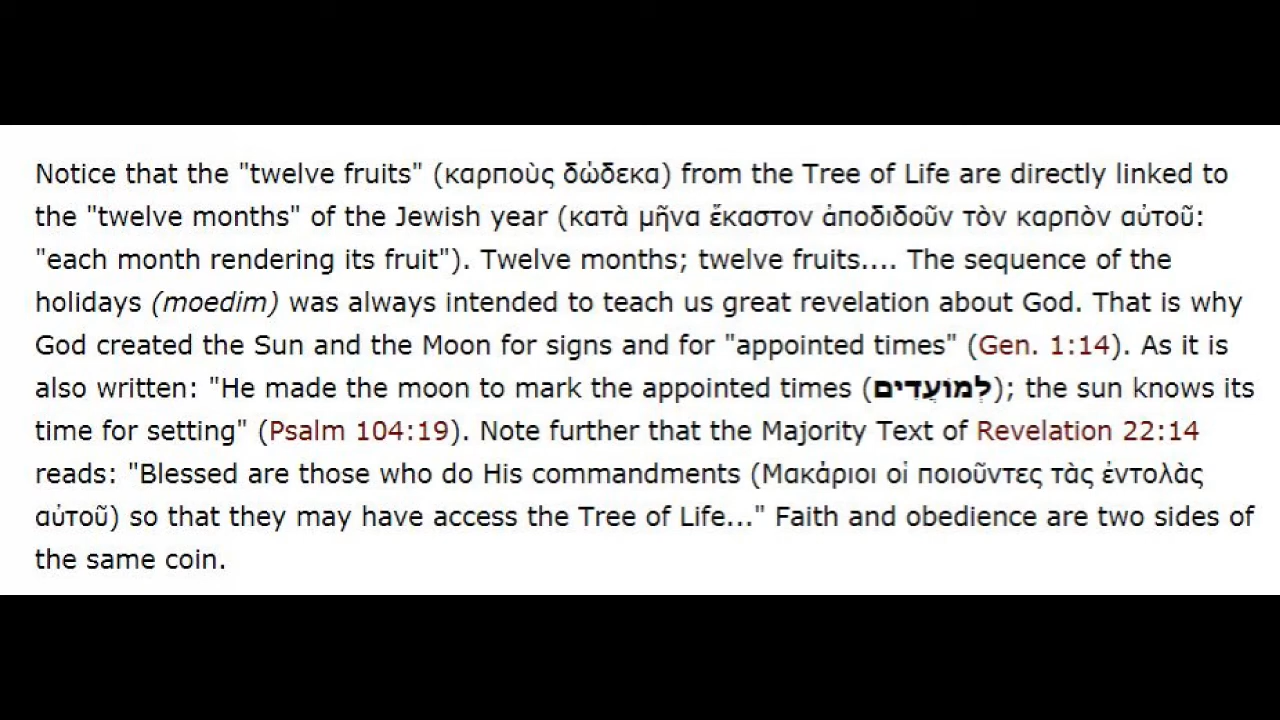 Notice that the "twelve fruits" (καρποὺς δώδεκα) from the Tree of Life are directly linked to
the "twelve months" of the Jewish year (κατὰ μῆνα ἕκαστον ἀποδιδοῦν τὸν καρπὸν αὐτοῦ:
"each month rendering its fruit"). Twelve months; twelve fruits.... The sequence of the
holidays (moedim) was always intended to teach us great revelation about God. That is why
God created the Sun and the Moon for signs and for "appointed times" (Gen. 1:14). As it is
also written: "He made the moon to mark the appointed times (לְמוֹעֲדִים); the sun knows its
time for setting" (Psalm 104:19). Note further that the Majority Text of Revelation 22:14
reads: "Blessed are those who do His commandments (Μακάριοι οἱ ποιοῦντες τὰς ἐντολὰς
αὐτοῦ) so that they may have access the Tree of Life..." Faith and obedience are two sides of
the same coin.